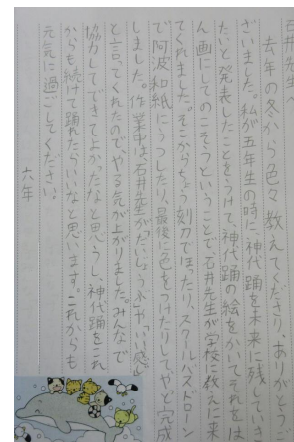 石井先生へ
去年の冬から色々教えてくださり、ありがとうご
ざいました。私が五年生の時に、神代踊を未来に残していき
たいと発表したことをうけて、神代踊の絵をかいてそれをは
ん画にしてのこそうということで、石井先生が学校に教えに来
てくれました。そこからちょう刻刀でほったり、スクールバスドローン
で阿波和紙にうつしたり、最後に色をつけたりしてやと完成
しました。作業中は、石井先生が「だいじょうぶ」や「いい感じ」
と言ってくれたので、やる気が上がりました。みんなで
協力してできてよかったなと思うし、神代踊をこれ
からも続けて踊れたらいいなと思います。これからも
元気に過ごしてください。
六年